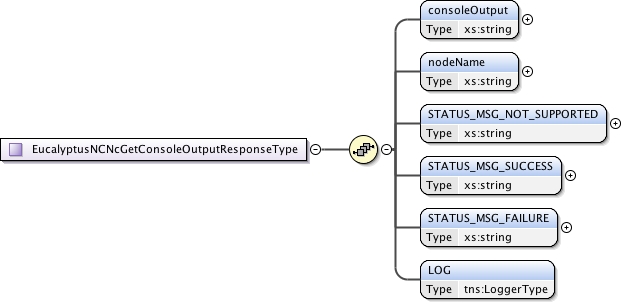 consoleOutput
Type xs:string
nodeName
Type xs:string
STATUS_MSG_NOT_SUPPORTED
Type xs:string
EucalyptusNCNcGetConsoleOutputResponseType
STATUS_MSG_SUCCESS
Type xs:string
STATUS_MSG_FAILURE
Type xs:string
LOG
Type tns:LoggerType